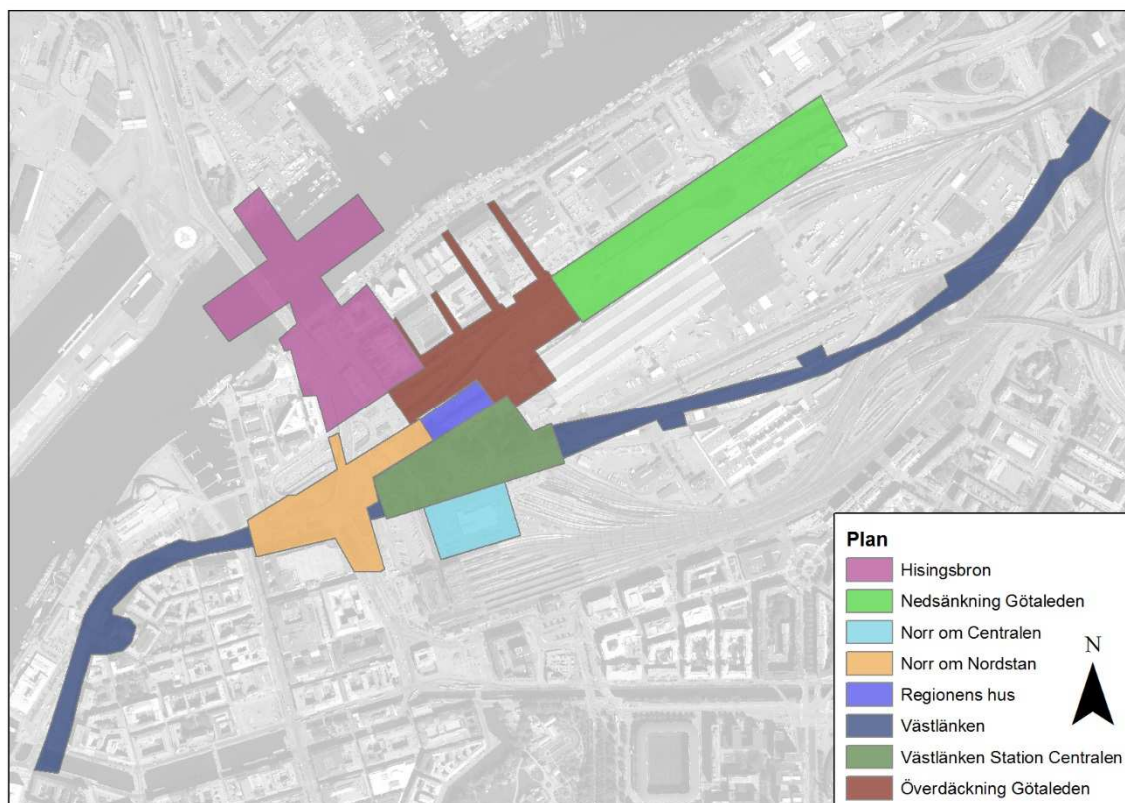 Plan
Hisingsbron
Nedsänkning Götaleden
Norr om Centralen
Norr om Nordstan
Regionens hus
Västlänken
Västlänken Station Centralen
Överdäckning Götaleden
N